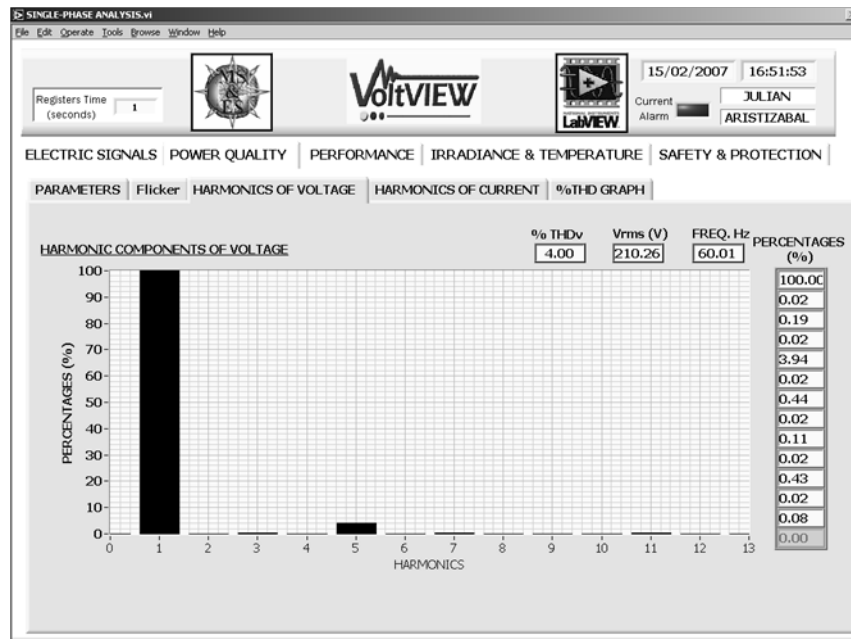 SINGLE-PHASE ANALYSIS.vi
File Edit Operate Tools Browse Window Help
Registers Time
(seconds)
1
MS
&
ES
VoltVIEW
LabVIEW
15/02/2007 16:51:53
Current
Alarm
JULIAN
ARISTIZABAL
ELECTRIC SIGNALS POWER QUALITY PERFORMANCE IRRADIANCE & TEMPERATURE SAFETY & PROTECTION
PARAMETERS Flicker HARMONICS OF VOLTAGE HARMONICS OF CURRENT %THD GRAPH
HARMONIC COMPONENTS OF VOLTAGE
% THDv Vrms (V) FREQ. Hz
4.00 210.26 60.01
PERCENTAGES
(%)
100.00
0.02
0.19
0.02
3.94
0.02
0.44
0.02
0.11
0.02
0.43
0.02
0.08
0.00
PERCENTAGES (%)
100
90
80
70
60
50
40
30
20
10
0
0 1 2 3 4 5 6 7 8 9 10 11 12 13
HARMONICS